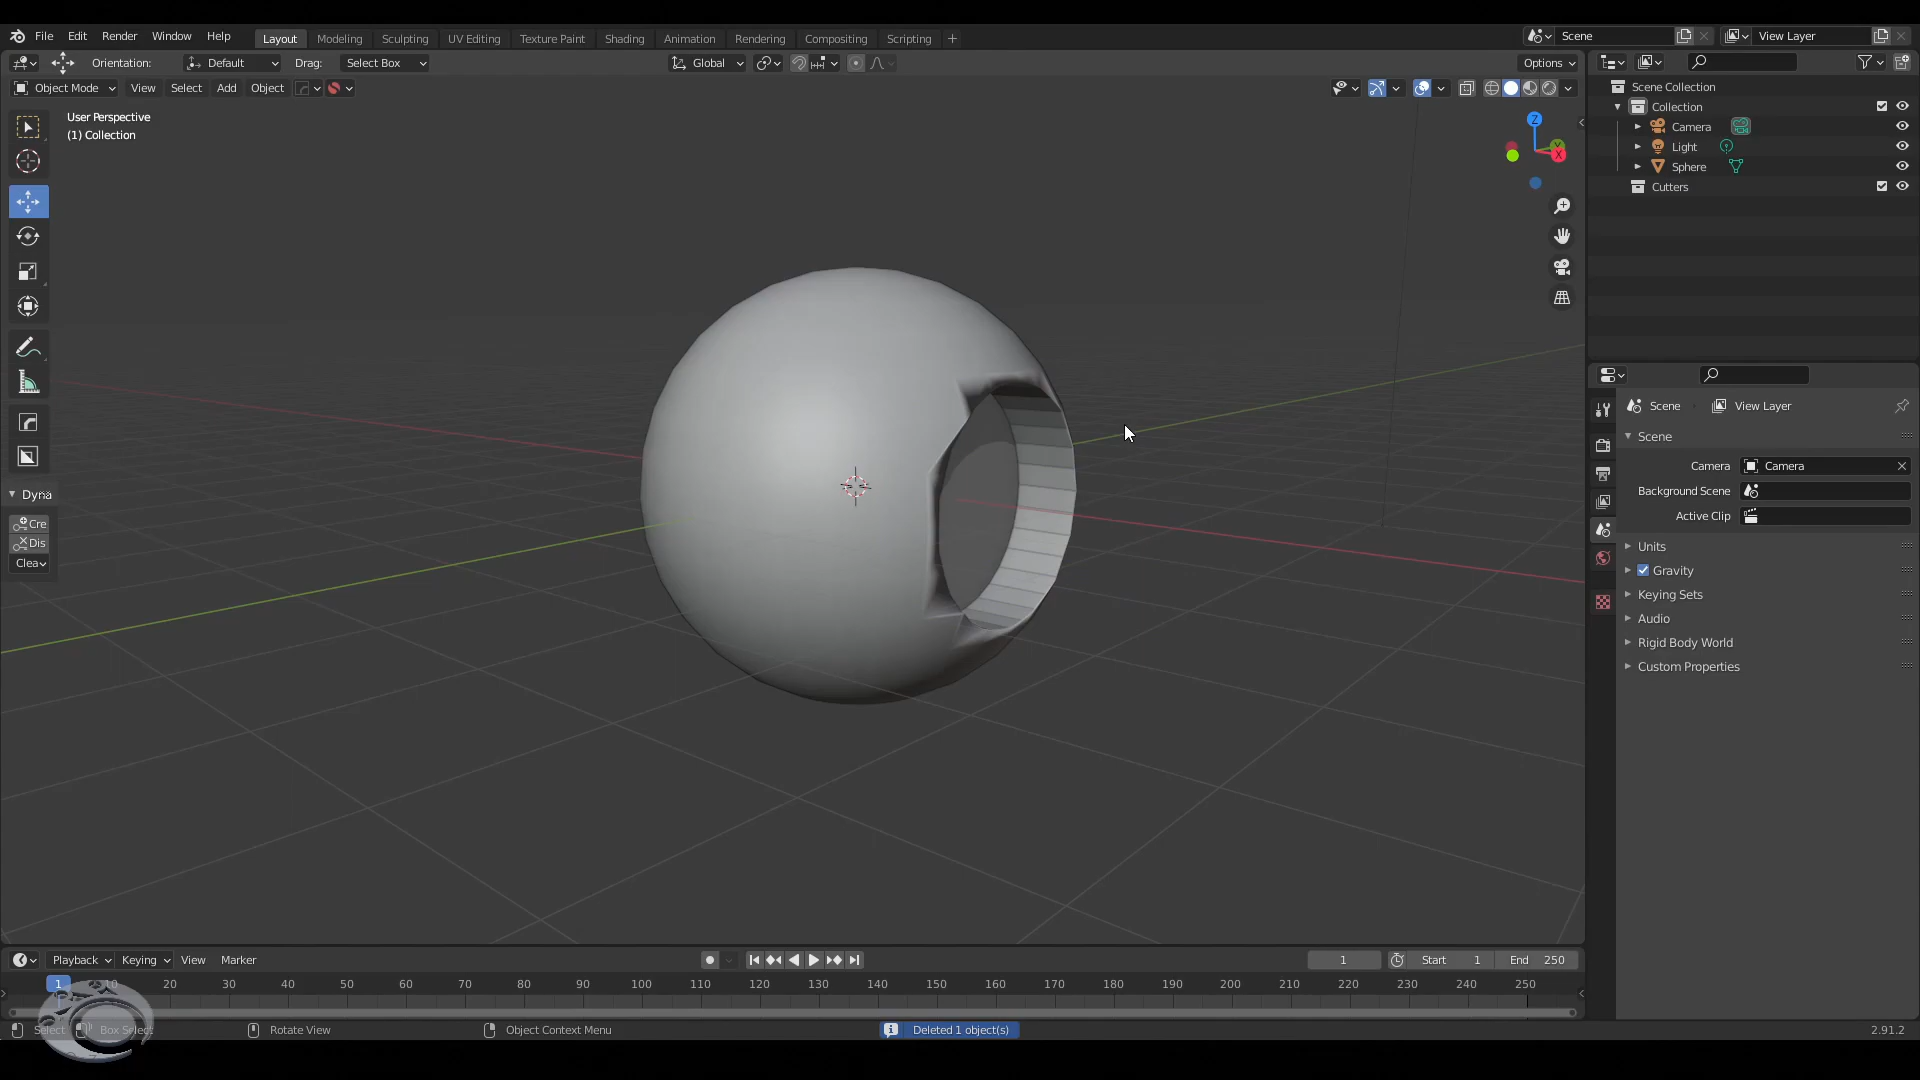 File Edit Render Window Help Layout Modeling Sculpting UV Editing Texture Paint Shading Animation Rendering Compositing Scripting + Scene View Layer
Orientation: Default Drag: Select Box Global Options
Object Mode View Select Add Object
User Perspective
(1) Collection
Z
Y
X
Dyna
Cre
Dis
Clea
Scene Collection
Collection
Camera
Light
Sphere
Cutters
Scene View Layer
Scene
Camera Camera
Background Scene
Active Clip
Units
Gravity
Keying Sets
Audio
Rigid Body World
Custom Properties
Playback Keying View Marker 1 Start 1 End 250
1 10 20 30 40 50 60 70 80 90 100 110 120 130 140 150 160 170 180 190 200 210 220 230 240 250
Select Box Select Rotate View Object Context Menu Deleted 1 object(s) 2.91.2